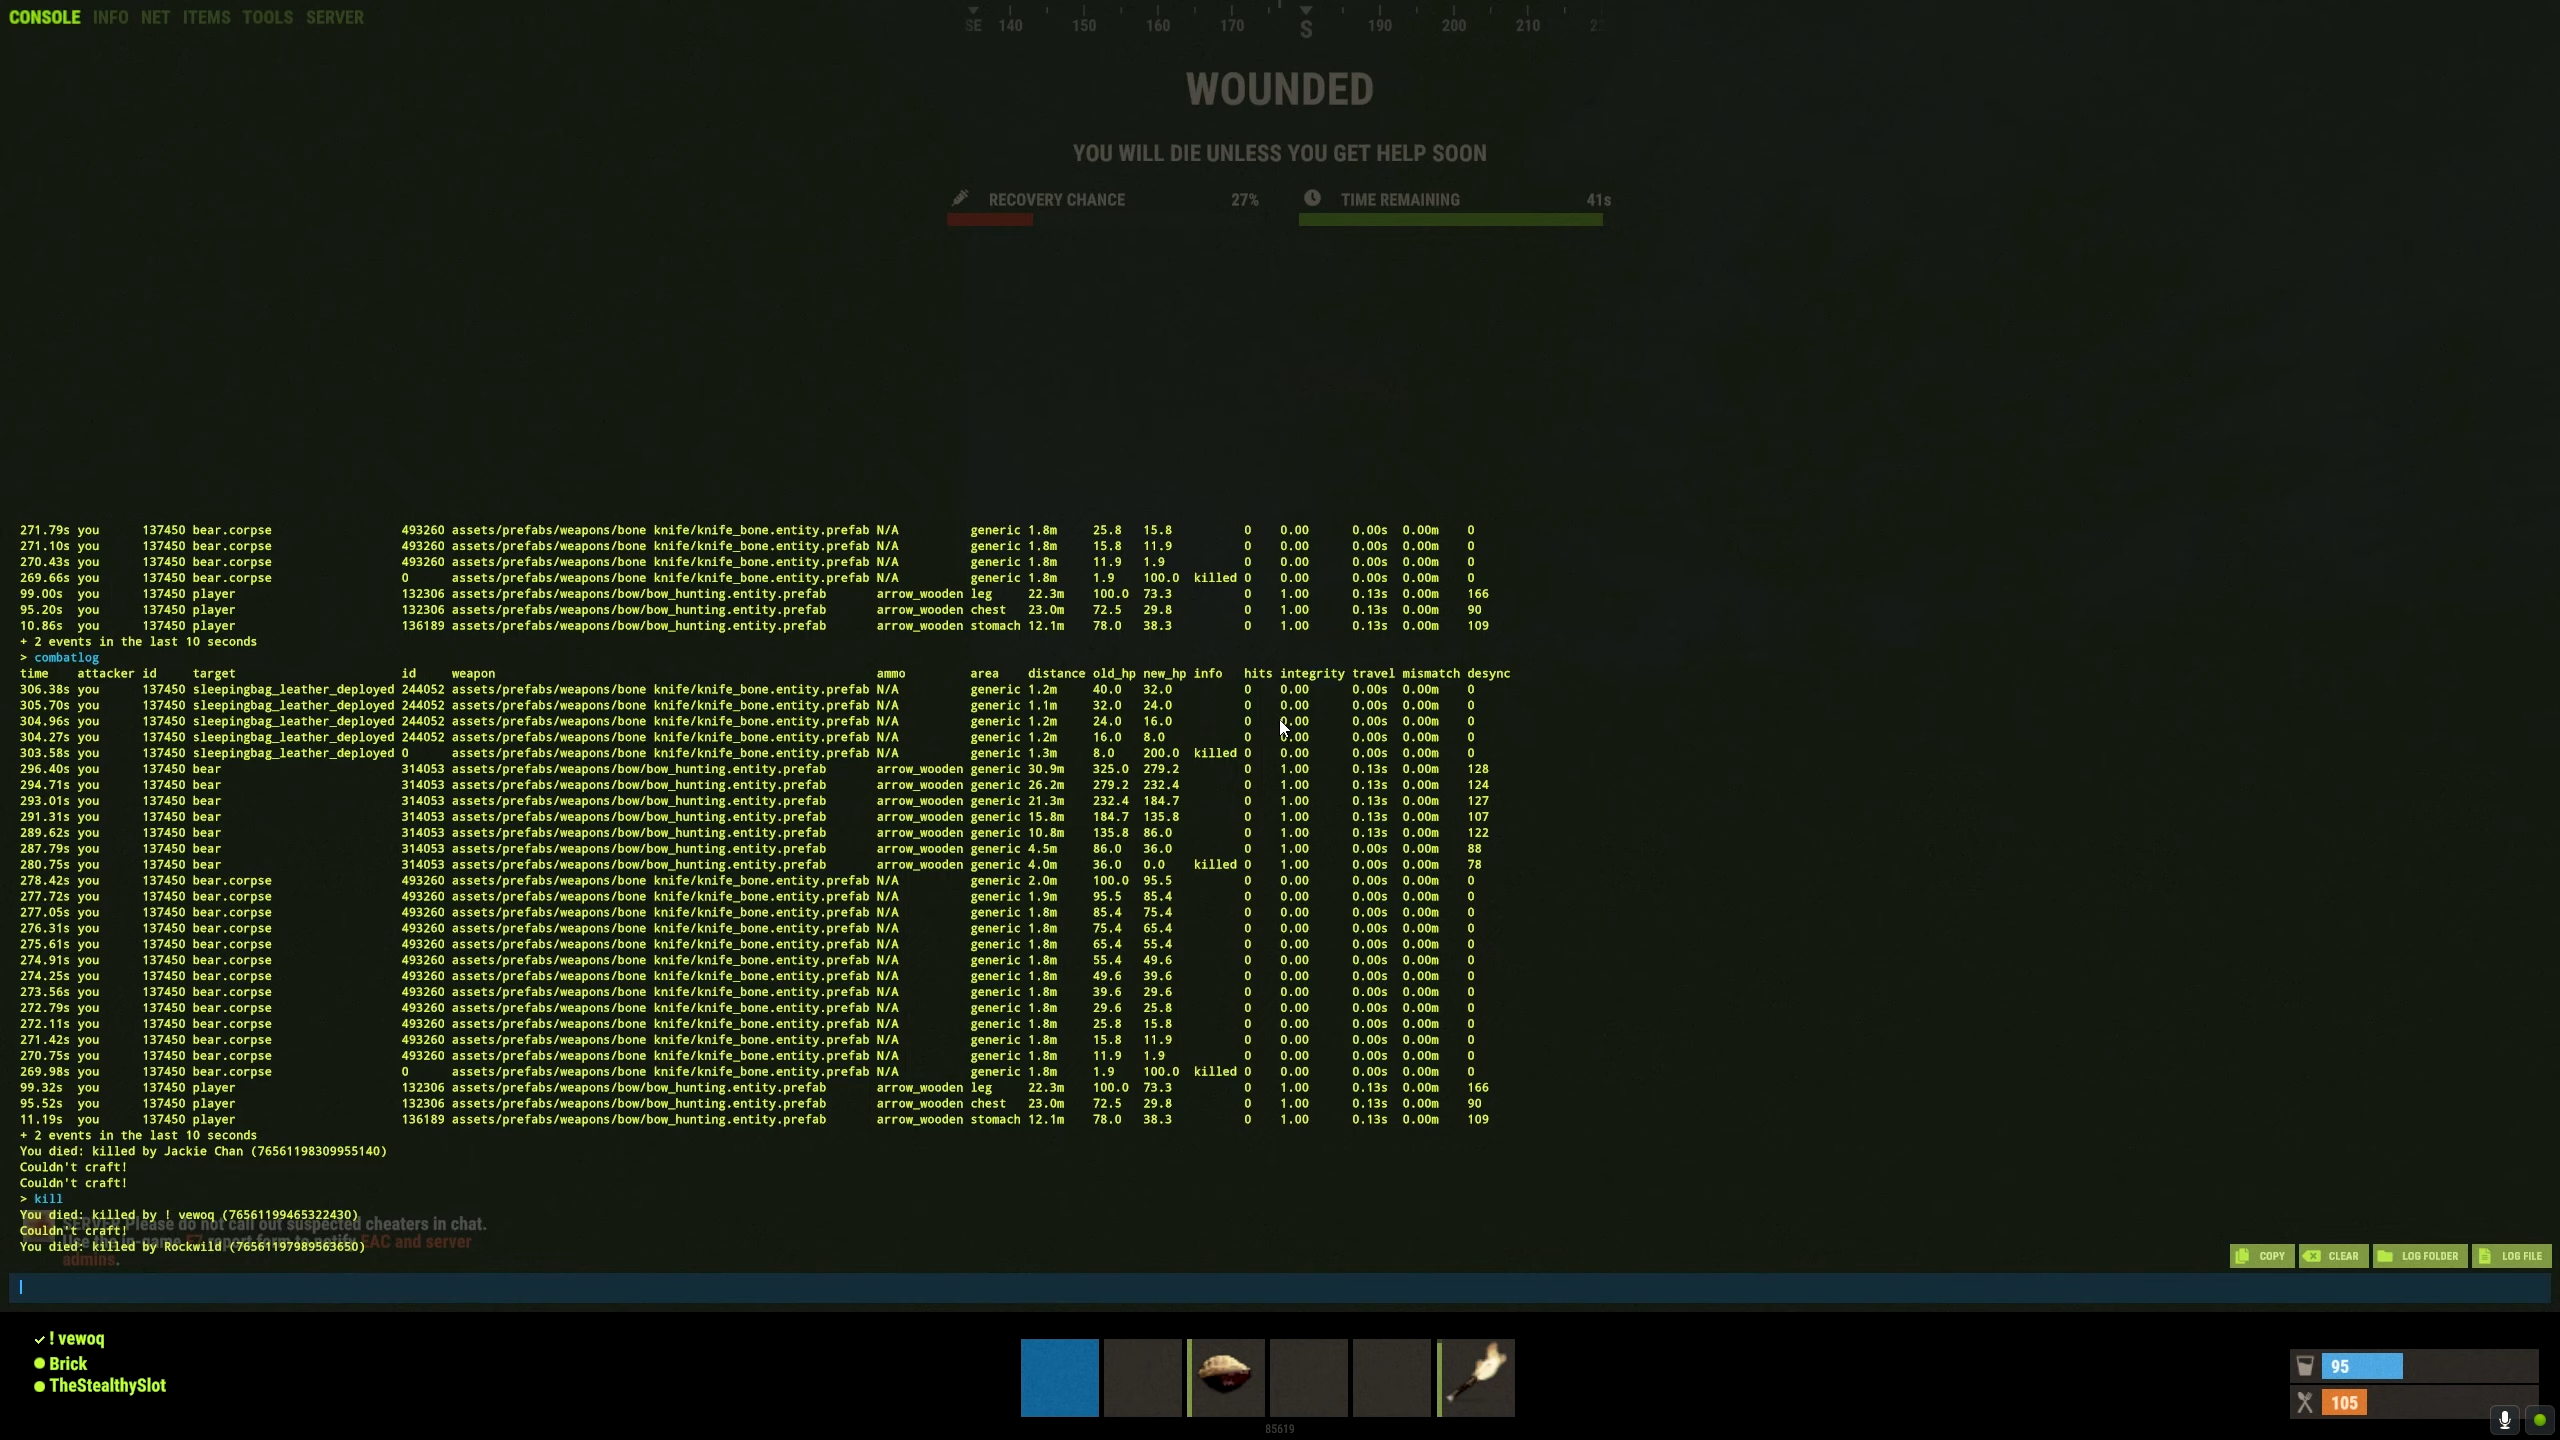 CONSOLE INFO NET ITEMS TOOLS SERVER
SE 140 150 160 170 S 190 200 210
WOUNDED
YOU WILL DIE UNLESS YOU GET HELP SOON
RECOVERY CHANCE 27% TIME REMAINING 41s
271.79s you 137450 bear.corpse 493260 assets/prefabs/weapons/bone knife/knife_bone.entity.prefab N/A generic 1.8m 25.8 15.8 0 0.00 0.00s 0.00m 0
271.10s you 137450 bear.corpse 493260 assets/prefabs/weapons/bone knife/knife_bone.entity.prefab N/A generic 1.8m 15.8 11.9 0 0.00 0.00s 0.00m 0
270.43s you 137450 bear.corpse 493260 assets/prefabs/weapons/bone knife/knife_bone.entity.prefab N/A generic 1.8m 11.9 1.9 0 0.00 0.00s 0.00m 0
269.66s you 137450 bear.corpse 0 assets/prefabs/weapons/bone knife/knife_bone.entity.prefab N/A generic 1.8m 1.9 100.0 killed 0 0.00 0.00s 0.00m 0
99.00s you 137450 player 132306 assets/prefabs/weapons/bow/bow_hunting.entity.prefab arrow_wooden leg 22.3m 100.0 73.3 0 1.00 0.13s 0.00m 166
95.20s you 137450 player 132306 assets/prefabs/weapons/bow/bow_hunting.entity.prefab arrow_wooden chest 23.0m 72.5 29.8 0 1.00 0.13s 0.00m 90
10.86s you 137450 player 136189 assets/prefabs/weapons/bow/bow_hunting.entity.prefab arrow_wooden stomach 12.1m 78.0 38.3 0 1.00 0.13s 0.00m 109
+ 2 events in the last 10 seconds
> combatlog
time attacker id target id weapon ammo area distance old_hp new_hp info hits integrity travel mismatch desync
306.38s you 137450 sleepingbag_leather_deployed 244052 assets/prefabs/weapons/bone knife/knife_bone.entity.prefab N/A generic 1.2m 40.0 32.0 0 0.00 0.00s 0.00m 0
305.70s you 137450 sleepingbag_leather_deployed 244052 assets/prefabs/weapons/bone knife/knife_bone.entity.prefab N/A generic 1.1m 32.0 24.0 0 0.00 0.00s 0.00m 0
304.96s you 137450 sleepingbag_leather_deployed 244052 assets/prefabs/weapons/bone knife/knife_bone.entity.prefab N/A generic 1.2m 24.0 16.0 0 0.00 0.00s 0.00m 0
304.27s you 137450 sleepingbag_leather_deployed 244052 assets/prefabs/weapons/bone knife/knife_bone.entity.prefab N/A generic 1.2m 16.0 8.0 0 0.00 0.00s 0.00m 0
303.58s you 137450 sleepingbag_leather_deployed 0 assets/prefabs/weapons/bone knife/knife_bone.entity.prefab N/A generic 1.3m 8.0 200.0 killed 0 0.00 0.00s 0.00m 0
296.40s you 137450 bear 314053 assets/prefabs/weapons/bow/bow_hunting.entity.prefab arrow_wooden generic 30.9m 325.0 279.2 0 1.00 0.13s 0.00m 128
294.71s you 137450 bear 314053 assets/prefabs/weapons/bow/bow_hunting.entity.prefab arrow_wooden generic 26.2m 279.2 232.4 0 1.00 0.13s 0.00m 124
293.01s you 137450 bear 314053 assets/prefabs/weapons/bow/bow_hunting.entity.prefab arrow_wooden generic 21.3m 232.4 184.7 0 1.00 0.13s 0.00m 127
291.31s you 137450 bear 314053 assets/prefabs/weapons/bow/bow_hunting.entity.prefab arrow_wooden generic 15.8m 184.7 135.8 0 1.00 0.13s 0.00m 107
289.62s you 137450 bear 314053 assets/prefabs/weapons/bow/bow_hunting.entity.prefab arrow_wooden generic 10.8m 135.8 86.0 0 1.00 0.13s 0.00m 122
287.79s you 137450 bear 314053 assets/prefabs/weapons/bow/bow_hunting.entity.prefab arrow_wooden generic 4.5m 86.0 36.0 0 1.00 0.13s 0.00m 88
280.75s you 137450 bear 314053 assets/prefabs/weapons/bow/bow_hunting.entity.prefab arrow_wooden generic 4.0m 36.0 0.0 killed 0 1.00 0.13s 0.00m 78
278.42s you 137450 bear.corpse 493260 assets/prefabs/weapons/bone knife/knife_bone.entity.prefab N/A generic 2.0m 100.0 95.5 0 0.00 0.00s 0.00m 0
277.72s you 137450 bear.corpse 493260 assets/prefabs/weapons/bone knife/knife_bone.entity.prefab N/A generic 1.9m 95.5 85.4 0 0.00 0.00s 0.00m 0
277.05s you 137450 bear.corpse 493260 assets/prefabs/weapons/bone knife/knife_bone.entity.prefab N/A generic 1.8m 85.4 75.4 0 0.00 0.00s 0.00m 0
276.31s you 137450 bear.corpse 493260 assets/prefabs/weapons/bone knife/knife_bone.entity.prefab N/A generic 1.8m 75.4 65.4 0 0.00 0.00s 0.00m 0
275.61s you 137450 bear.corpse 493260 assets/prefabs/weapons/bone knife/knife_bone.entity.prefab N/A generic 1.8m 65.4 55.4 0 0.00 0.00s 0.00m 0
274.91s you 137450 bear.corpse 493260 assets/prefabs/weapons/bone knife/knife_bone.entity.prefab N/A generic 1.8m 55.4 49.6 0 0.00 0.00s 0.00m 0
274.25s you 137450 bear.corpse 493260 assets/prefabs/weapons/bone knife/knife_bone.entity.prefab N/A generic 1.8m 49.6 39.6 0 0.00 0.00s 0.00m 0
273.56s you 137450 bear.corpse 493260 assets/prefabs/weapons/bone knife/knife_bone.entity.prefab N/A generic 1.8m 39.6 29.6 0 0.00 0.00s 0.00m 0
272.79s you 137450 bear.corpse 493260 assets/prefabs/weapons/bone knife/knife_bone.entity.prefab N/A generic 1.8m 29.6 25.8 0 0.00 0.00s 0.00m 0
272.11s you 137450 bear.corpse 493260 assets/prefabs/weapons/bone knife/knife_bone.entity.prefab N/A generic 1.8m 25.8 15.8 0 0.00 0.00s 0.00m 0
271.42s you 137450 bear.corpse 493260 assets/prefabs/weapons/bone knife/knife_bone.entity.prefab N/A generic 1.8m 15.8 11.9 0 0.00 0.00s 0.00m 0
270.75s you 137450 bear.corpse 493260 assets/prefabs/weapons/bone knife/knife_bone.entity.prefab N/A generic 1.8m 11.9 1.9 0 0.00 0.00s 0.00m 0
269.98s you 137450 bear.corpse 0 assets/prefabs/weapons/bone knife/knife_bone.entity.prefab N/A generic 1.8m 1.9 100.0 killed 0 0.00 0.00s 0.00m 0
99.32s you 137450 player 132306 assets/prefabs/weapons/bow/bow_hunting.entity.prefab arrow_wooden leg 22.3m 100.0 73.3 0 1.00 0.13s 0.00m 166
95.52s you 137450 player 132306 assets/prefabs/weapons/bow/bow_hunting.entity.prefab arrow_wooden chest 23.0m 72.5 29.8 0 1.00 0.13s 0.00m 90
11.19s you 137450 player 136189 assets/prefabs/weapons/bow/bow_hunting.entity.prefab arrow_wooden stomach 12.1m 78.0 38.3 0 1.00 0.13s 0.00m 109
+ 2 events in the last 10 seconds
You died: killed by Jackie Chan (76561198309955140)
Couldn't craft!
Couldn't craft!
> kill
You died: killed by ! vewoq (76561199465322430)
SERVER Please do not call out suspected cheaters in chat.
Couldn't craft!
Use the in-game F7 report form to notify EAC and server
You died: killed by Rockwild (76561197989563650)
admins.
COPY CLEAR LOG FOLDER LOG FILE
! vewoq
Brick
TheStealthySlot
95
105
85619